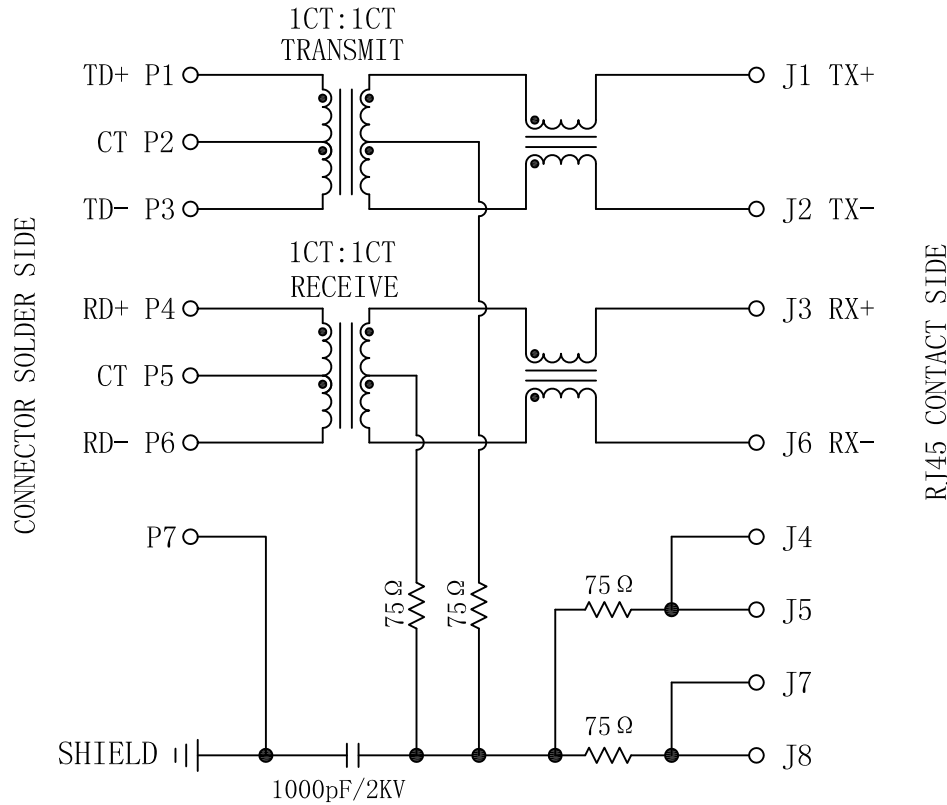 1CT:1CT
TRANSMIT
TD+ P1
J1 TX+
CT P2
TD- P3
J2 TX-
CONNECTOR SOLDER SIDE
RJ45 CONTACT SIDE
1CT:1CT
RECEIVE
RD+ P4
J3 RX+
CT P5
RD- P6
J6 RX-
P7
J4
75Ω
75Ω
75Ω
J5
J7
75Ω
SHIELD
J8
1000pF/2KV